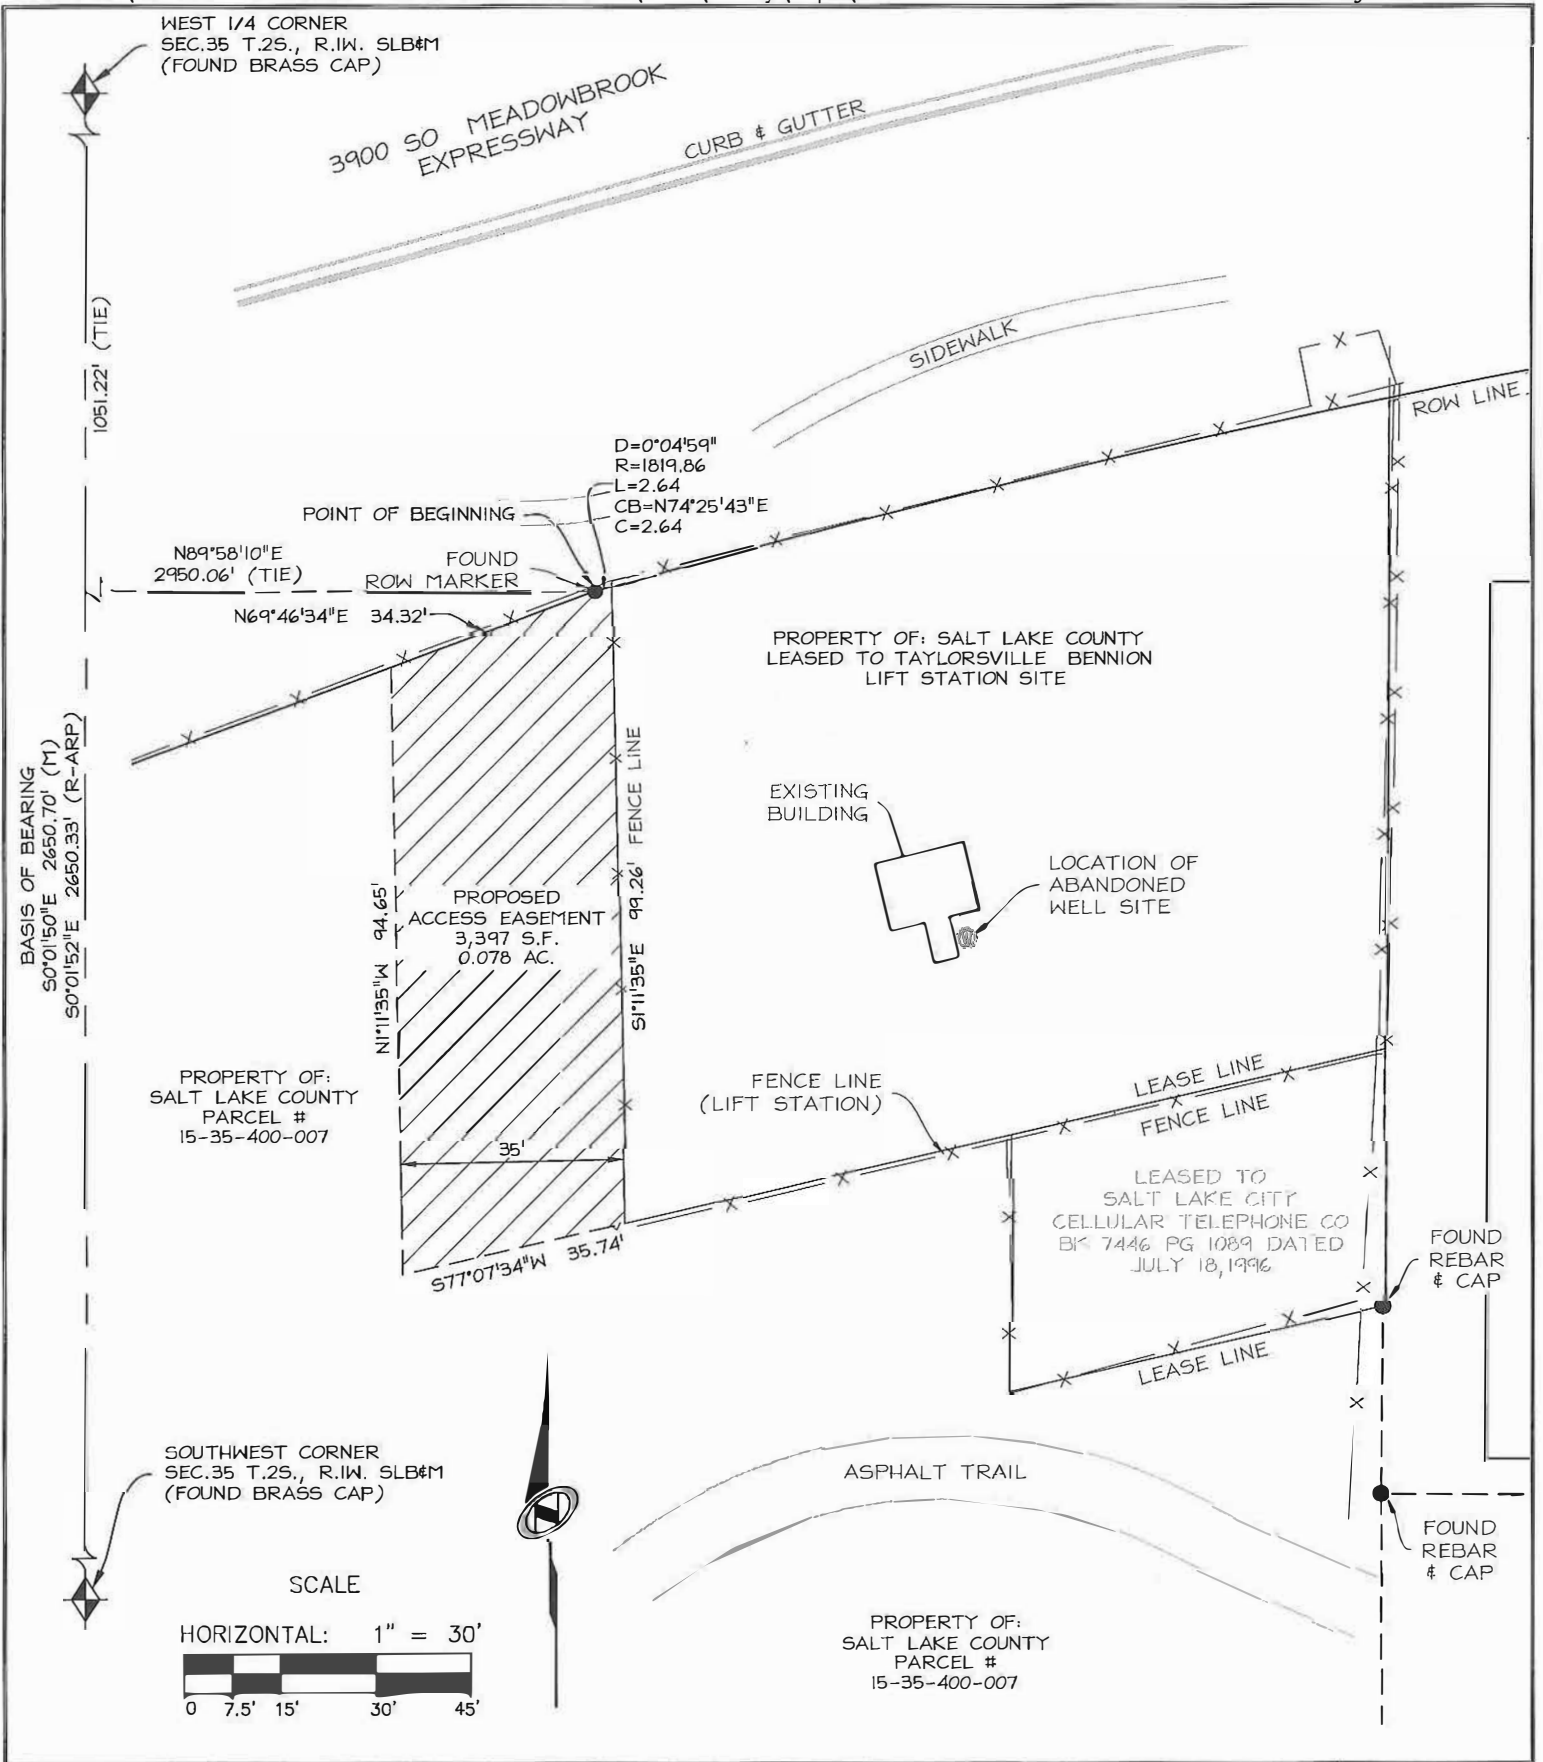 WEST 1/4 CORNER
SEC.35 T.2S., R.1W. SLB&M
(FOUND BRASS CAP)
3900 SO MEADOWBROOK
EXPRESSWAY
CURB & GUTTER
1051.22' (TIE)
SIDEWALK
ROW LINE
D=0°04'59"
R=1819.86
L=2.64
CB=N74°25'43"E
C=2.64
POINT OF BEGINNING
N89°58'10"E
2950.06' (TIE)
FOUND
ROW MARKER
N69°46'34"E 34.32'
PROPERTY OF: SALT LAKE COUNTY
LEASED TO TAYLORSVILLE BENNION
LIFT STATION SITE
BASIS OF BEARING
S0°01'50"E 2650.70' (M)
S0°01'52"E 2650.33' (R-ARP)
N1°11'35"W 94.65'
PROPOSED
ACCESS EASEMENT
3,397 S.F.
0.078 AC.
S1°11'35"E 99.26' FENCE LINE
EXISTING
BUILDING
LOCATION OF
ABANDONED
WELL SITE
PROPERTY OF:
SALT LAKE COUNTY
PARCEL #
15-35-400-007
35'
FENCE LINE
(LIFT STATION)
LEASE LINE
FENCE LINE
LEASED TO
SALT LAKE CITY
CELLULAR TELEPHONE CO
BK 7446 PG 1089 DATED
JULY 18,1996
S77°07'34"W 35.74'
FOUND
REBAR
& CAP
LEASE LINE
SOUTHWEST CORNER
SEC.35 T.2S., R.1W. SLB&M
(FOUND BRASS CAP)
N
ASPHALT TRAIL
FOUND
REBAR
& CAP
SCALE
HORIZONTAL: 1" = 30'
0 7.5' 15' 30' 45'
PROPERTY OF:
SALT LAKE COUNTY
PARCEL #
15-35-400-007